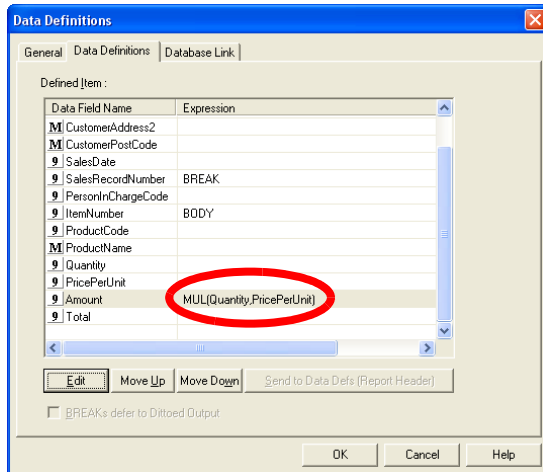 Data Definitions
General Data Definitions Database Link
Defined Item :
Data Field Name Expression
M CustomerAddress2
M CustomerPostCode
9 SalesDate
9 SalesRecordNumber BREAK
9 PersonInChargeCode
9 ItemNumber BODY
9 ProductCode
M ProductName
9 Quantity
9 PricePerUnit
9 Amount MUL(Quantity,PricePerUnit)
9 Total
Edit Move Up Move Down Send to Data Defs (Report Header)
BREAKs defer to Dittoed Output
OK Cancel Help